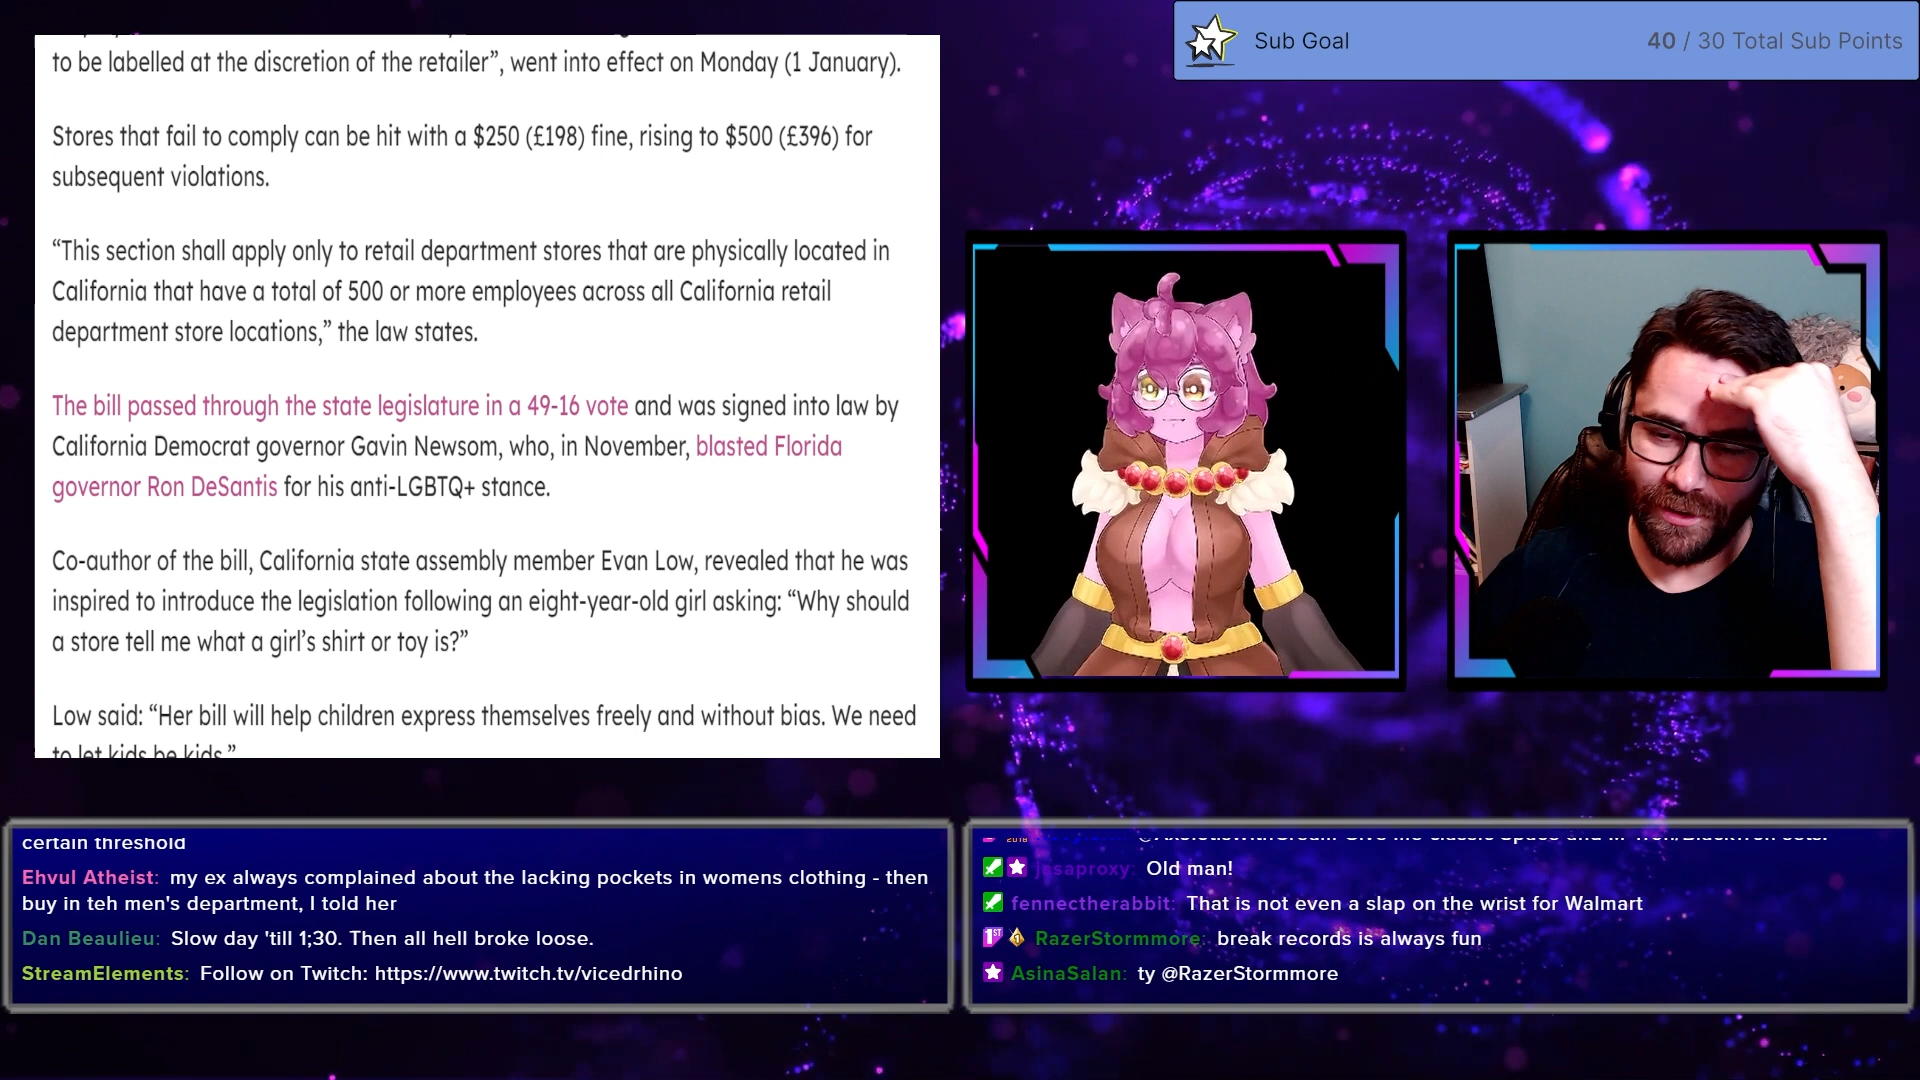 to be labelled at the discretion of the retailer”, went into effect on Monday (1 January).
Stores that fail to comply can be hit with a $250 (£198) fine, rising to $500 (£396) for
subsequent violations.
“This section shall apply only to retail department stores that are physically located in
California that have a total of 500 or more employees across all California retail
department store locations,” the law states.
The bill passed through the state legislature in a 49-16 vote and was signed into law by
California Democrat governor Gavin Newsom, who, in November, blasted Florida
governor Ron DeSantis for his anti-LGBTQ+ stance.
Co-author of the bill, California state assembly member Evan Low, revealed that he was
inspired to introduce the legislation following an eight-year-old girl asking: “Why should
a store tell me what a girl’s shirt or toy is?”
Low said: “Her bill will help children express themselves freely and without bias. We need
to let kids be kids.”
Sub Goal
40 / 30 Total Sub Points
certain threshold
Ehvul Atheist: my ex always complained about the lacking pockets in womens clothing - then
buy in teh men's department, I told her
Dan Beaulieu: Slow day 'till 1;30. Then all hell broke loose.
StreamElements: Follow on Twitch: https://www.twitch.tv/vicedrhino
jssaproxy: Old man!
fennectherabbit: That is not even a slap on the wrist for Walmart
1ST RazerStormmore: break records is always fun
AsinaSalan: ty @RazerStormmore